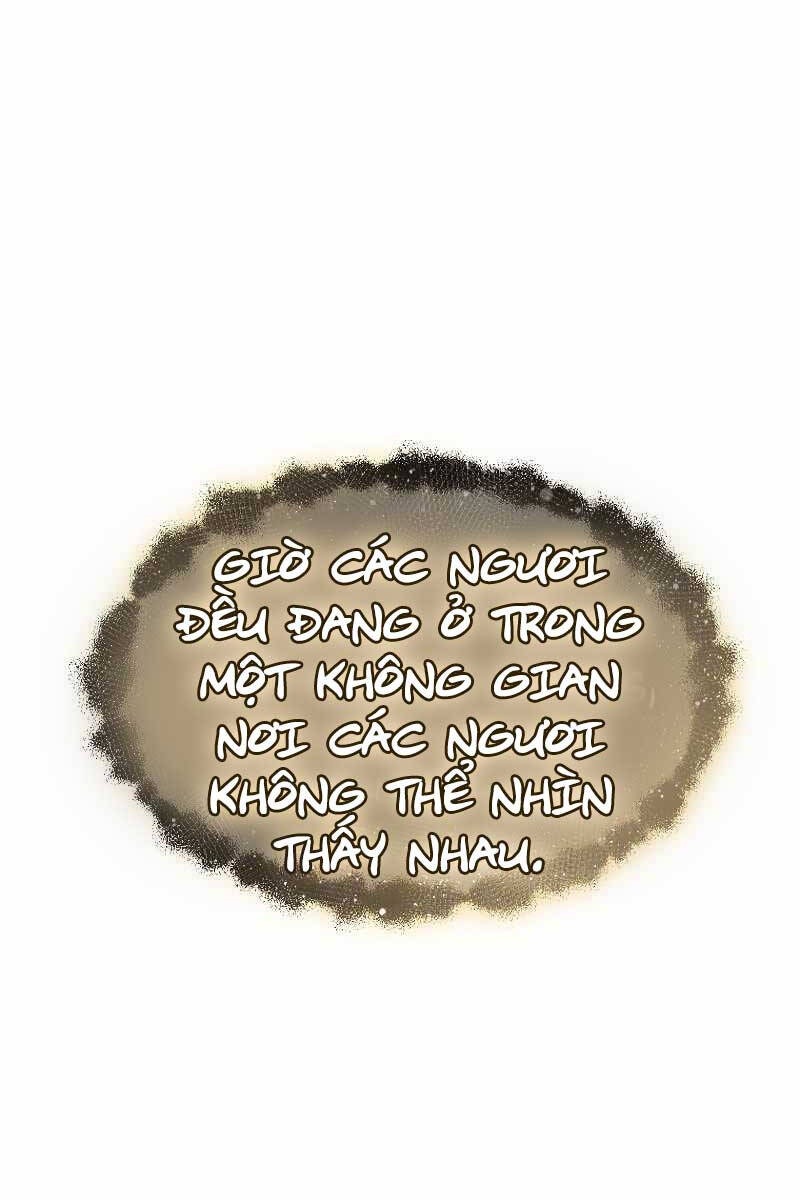 GIỜ CÁC NGƯƠI
ĐỀU ĐANG Ở TRONG
MỘT KHÔNG GIAN
NƠI CÁC NGƯƠI
KHÔNG THỂ NHÌN
THẤY NHAU.